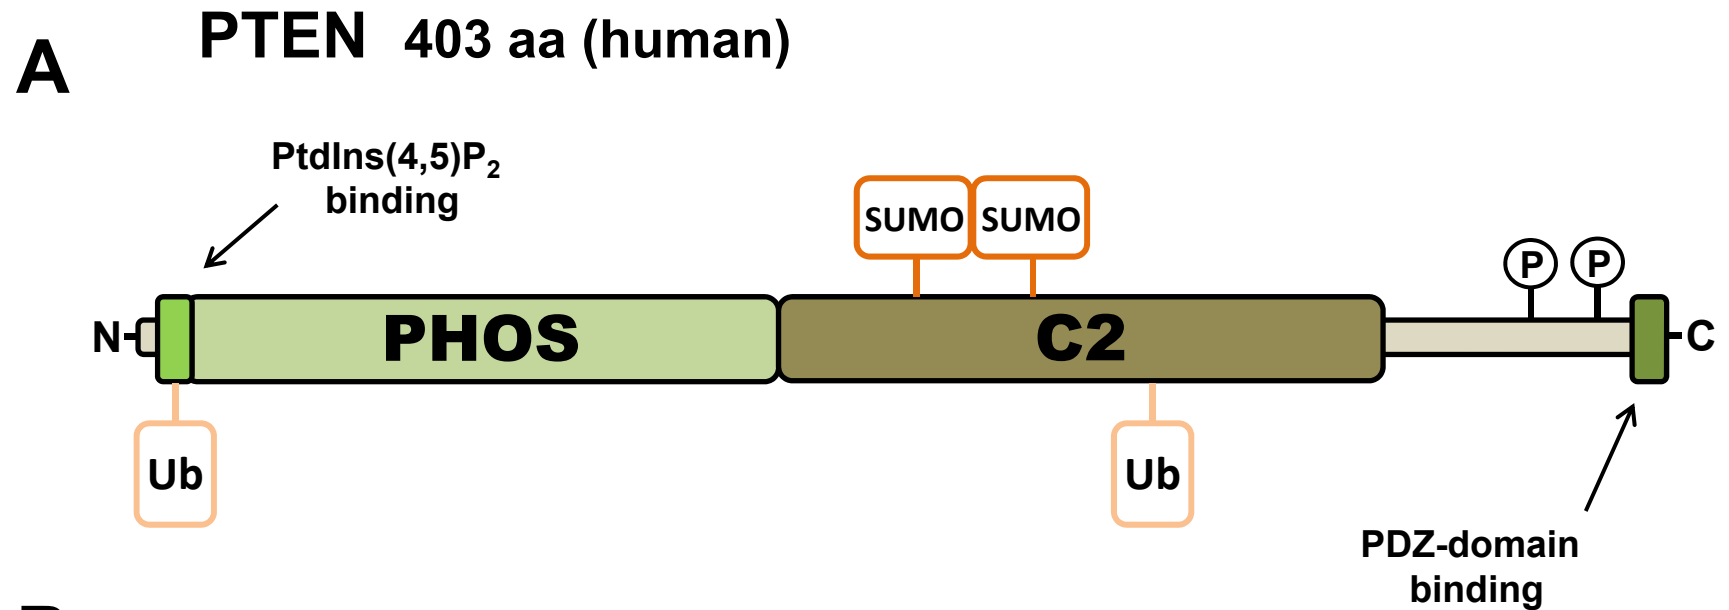 PTEN 403 aa (human)
A
PtdIns(4,5)P2
binding
SUMO SUMO
P P
N PHOS C2 C
Ub Ub
PDZ-domain
binding